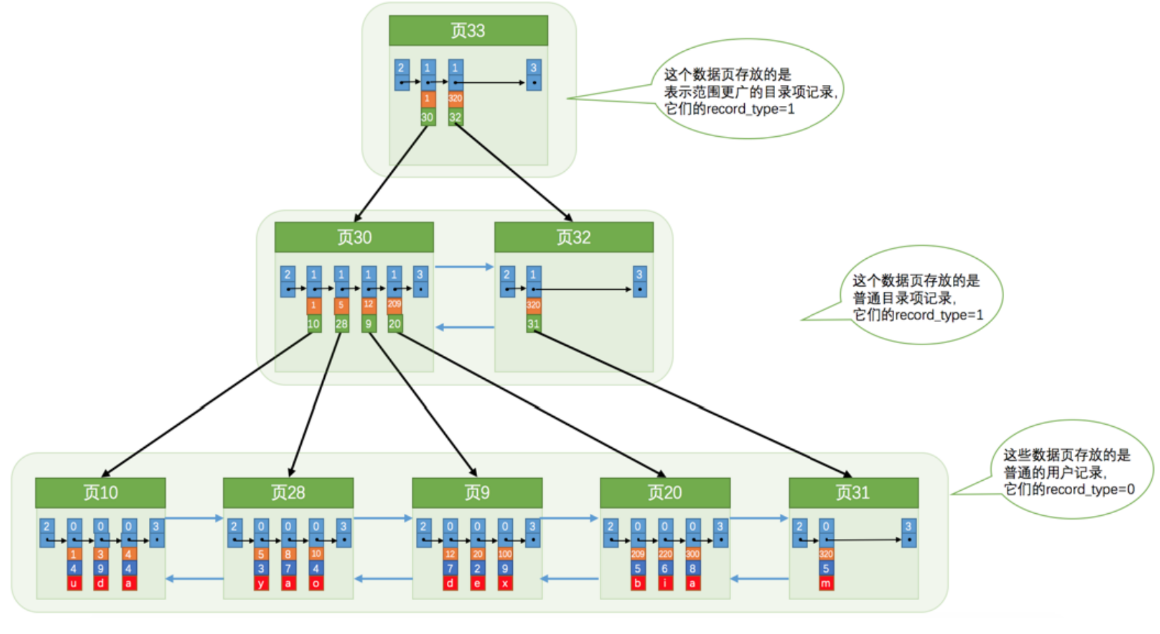 页33
2 1 1 3
1 320
30 32
这个数据页存放的是
表示范围更广的目录项记录,
它们的record_type=1
页30 页32
2 1 1 1 1 3 2 1 3
1 5 12 209 320
10 28 9 20 31
这个数据页存放的是
普通目录项记录,
它们的record_type=1
这些数据页存放的是
普通的用户记录,
它们的record_type=0
页10 页28 页9 页20 页31
2 0 0 0 3 2 0 0 0 3 2 0 0 0 3 2 0 0 0 3 2 0 3
1 3 4 5 8 10 12 20 100 209 220 300 320
4 9 4 3 7 4 7 2 9 5 6 8 5
u d a y a o d e x b i a m